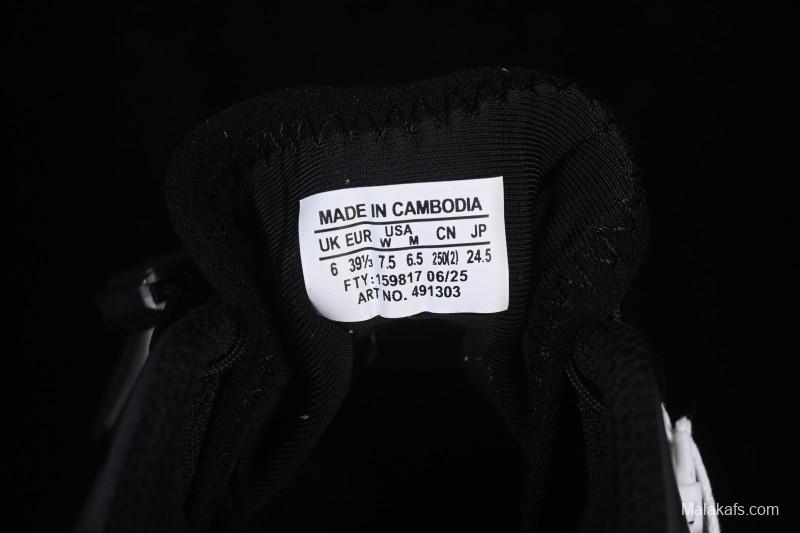 MADE IN CAMBODIA
UK EUR USA W M CN JP
6 39⅓ 7.5 6.5 250(2) 24.5
FTY:159817 06/25
ART NO. 491303
Malakafs.com